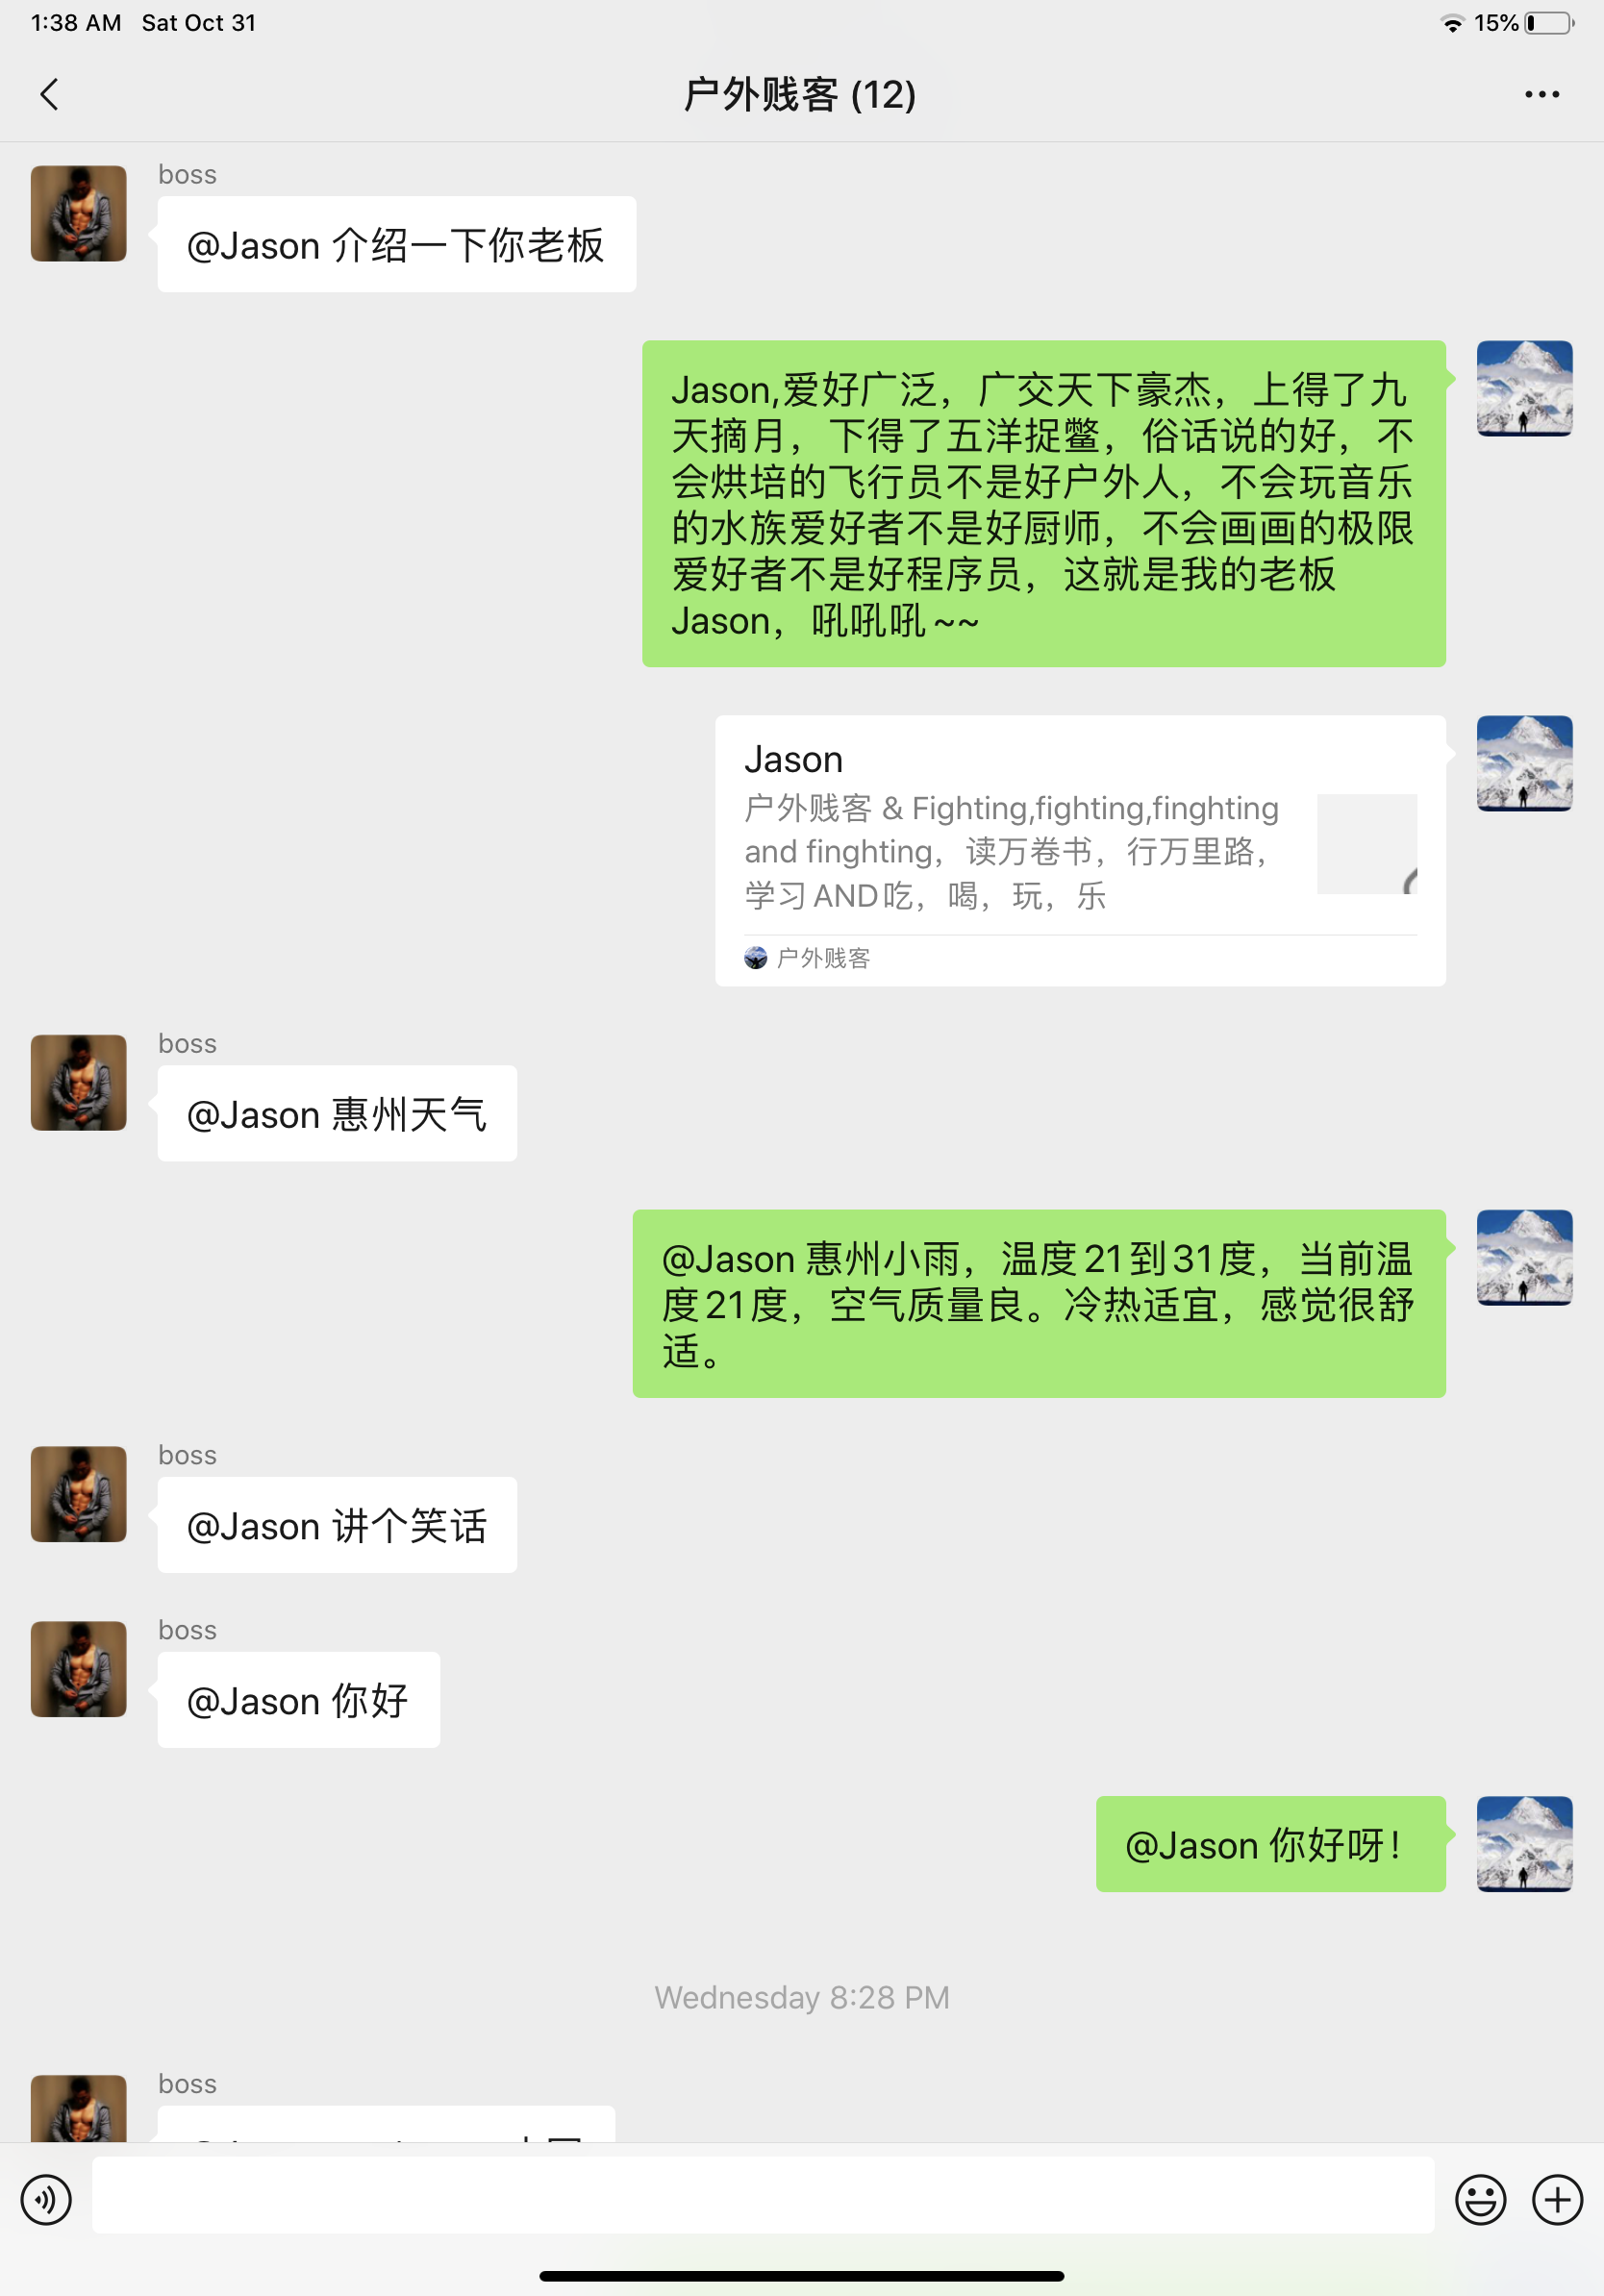 1:38 AM Sat Oct 31
15%
户外贱客 (12)
boss
@Jason 介绍一下你老板
Jason,爱好广泛，广交天下豪杰，上得了九
天摘月，下得了五洋捉鳖，俗话说的好，不
会烘培的飞行员不是好户外人，不会玩音乐
的水族爱好者不是好厨师，不会画画的极限
爱好者不是好程序员，这就是我的老板
Jason，吼吼吼~~
Jason
户外贱客 & Fighting,fighting,finghting
and finghting，读万卷书，行万里路，
学习AND吃，喝，玩，乐
户外贱客
boss
@Jason 惠州天气
@Jason 惠州小雨，温度21到31度，当前温
度21度，空气质量良。冷热适宜，感觉很舒
适。
boss
@Jason 讲个笑话
boss
@Jason 你好
@Jason 你好呀！
Wednesday 8:28 PM
boss